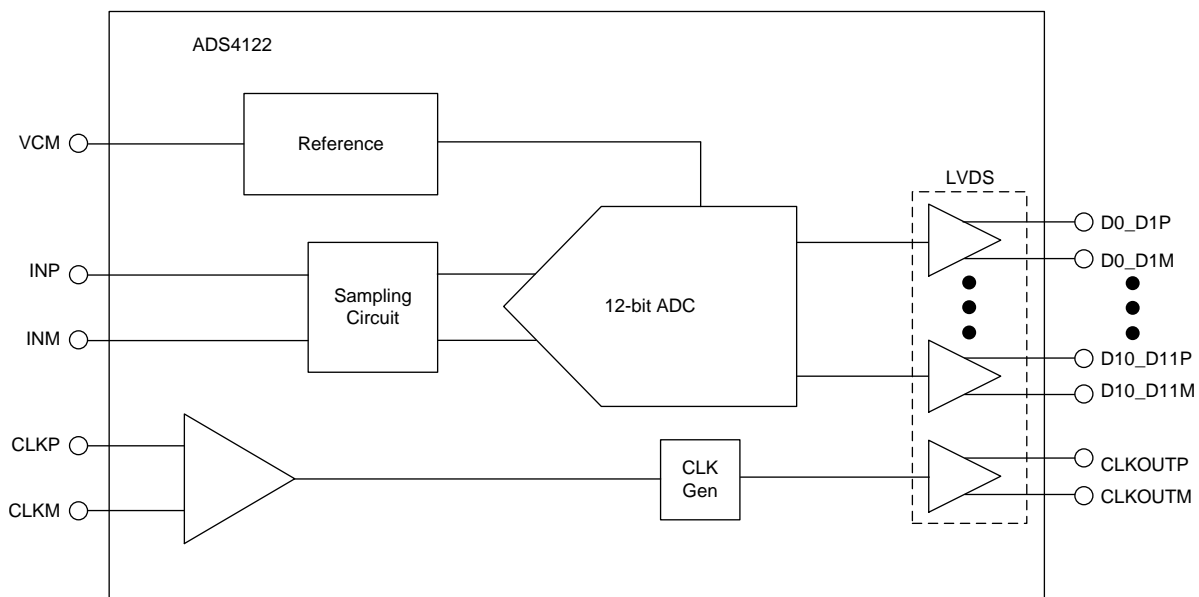 ADS4122
VCM
Reference
LVDS
D0_D1P
D0_D1M
INP
INM
Sampling
Circuit
12-bit ADC
D10_D11P
D10_D11M
CLKP
CLKM
CLK
Gen
CLKOUTP
CLKOUTM